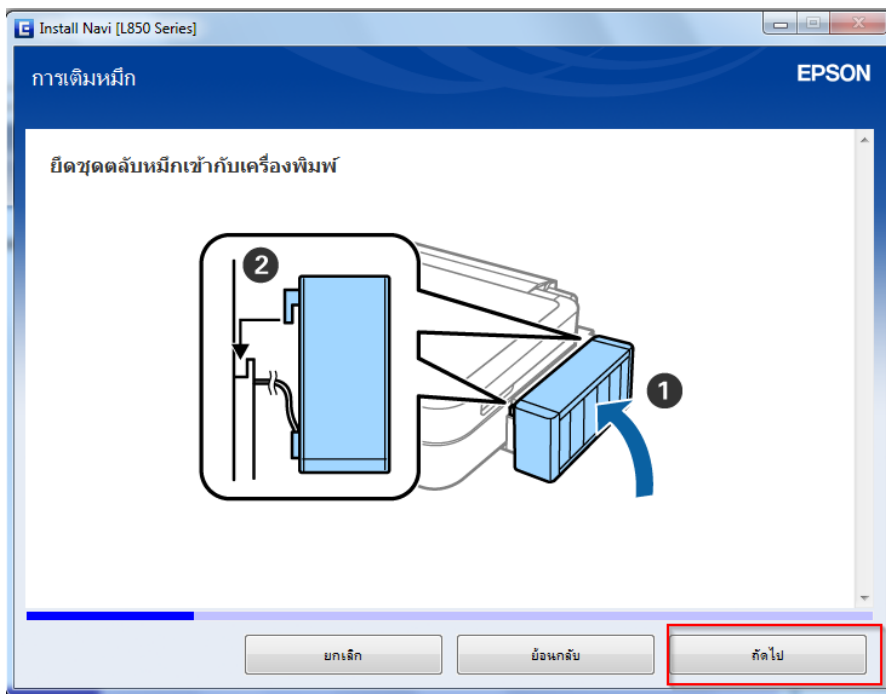 Install Navi [L850 Series]
การเติมหมึก
EPSON
ยึดชุดตลับหมึกเข้ากับเครื่องพิมพ์
2
1
ยกเลิก
ย้อนกลับ
ถัดไป